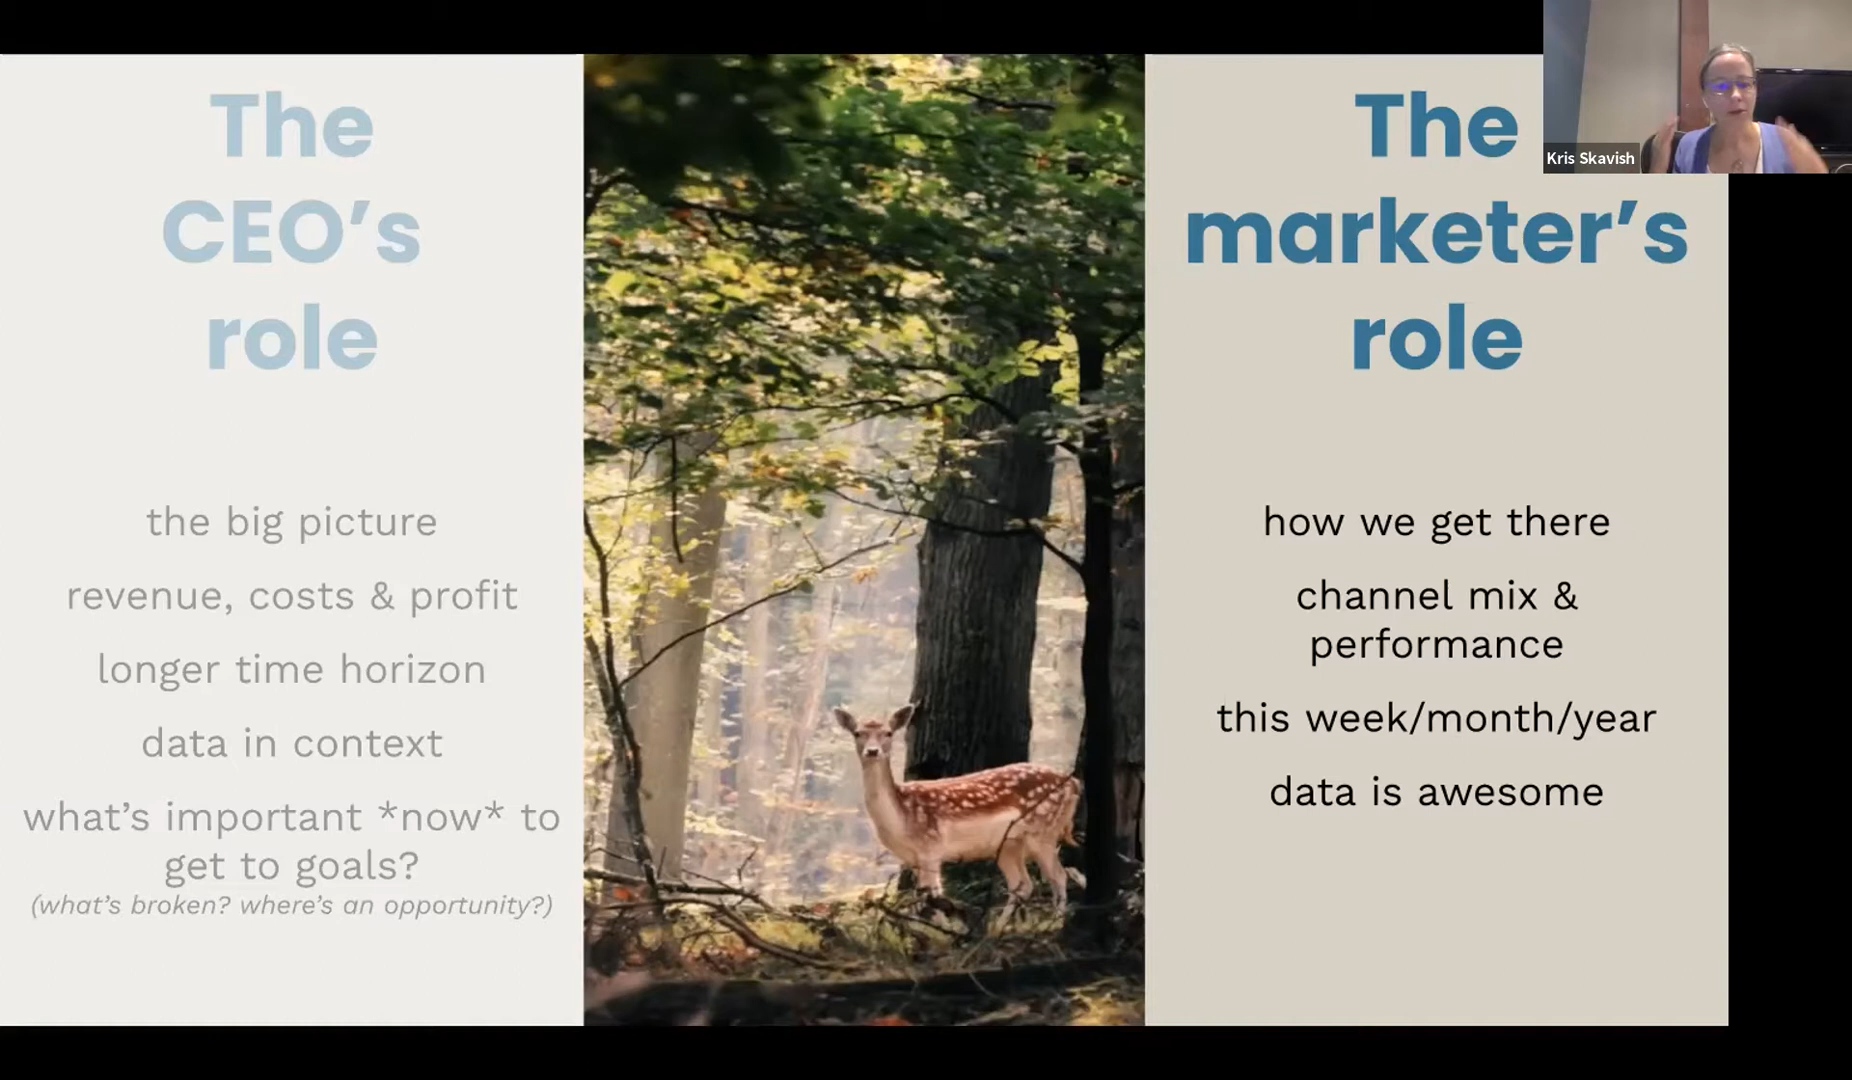 The
CEO’s
role
the big picture
revenue, costs & profit
longer time horizon
data in context
what’s important *now* to
get to goals?
(what’s broken? where’s an opportunity?)
The
marketer’s
role
how we get there
channel mix &
performance
this week/month/year
data is awesome
Kris Skavish